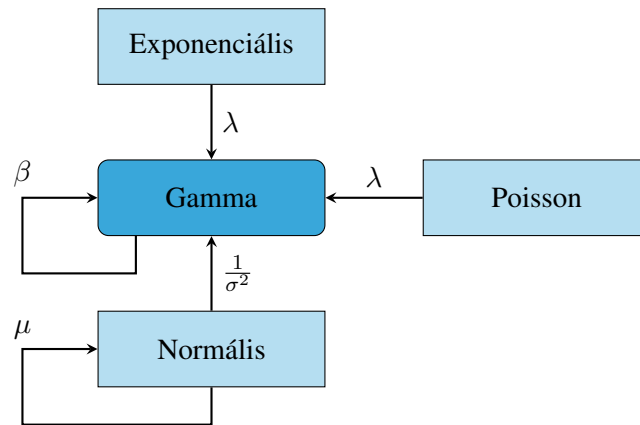 Exponenciális
λ
β
Gamma
λ
Poisson
1/σ²
μ
Normális